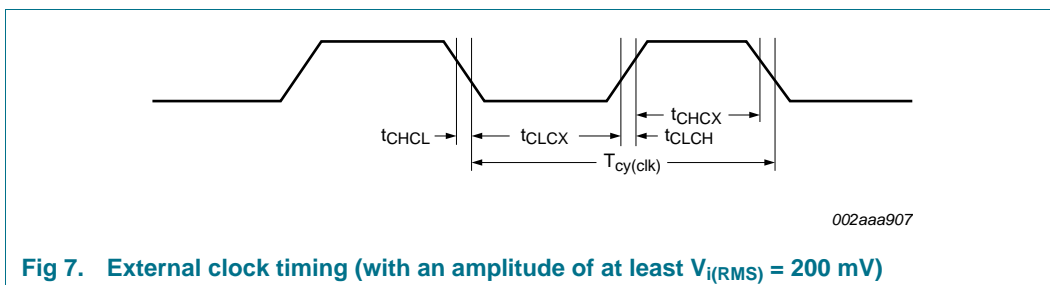 tCHCX
tCHCL tCLCX tCLCH
Tcy(clk)
002aaa907
Fig 7. External clock timing (with an amplitude of at least Vi(RMS) = 200 mV)